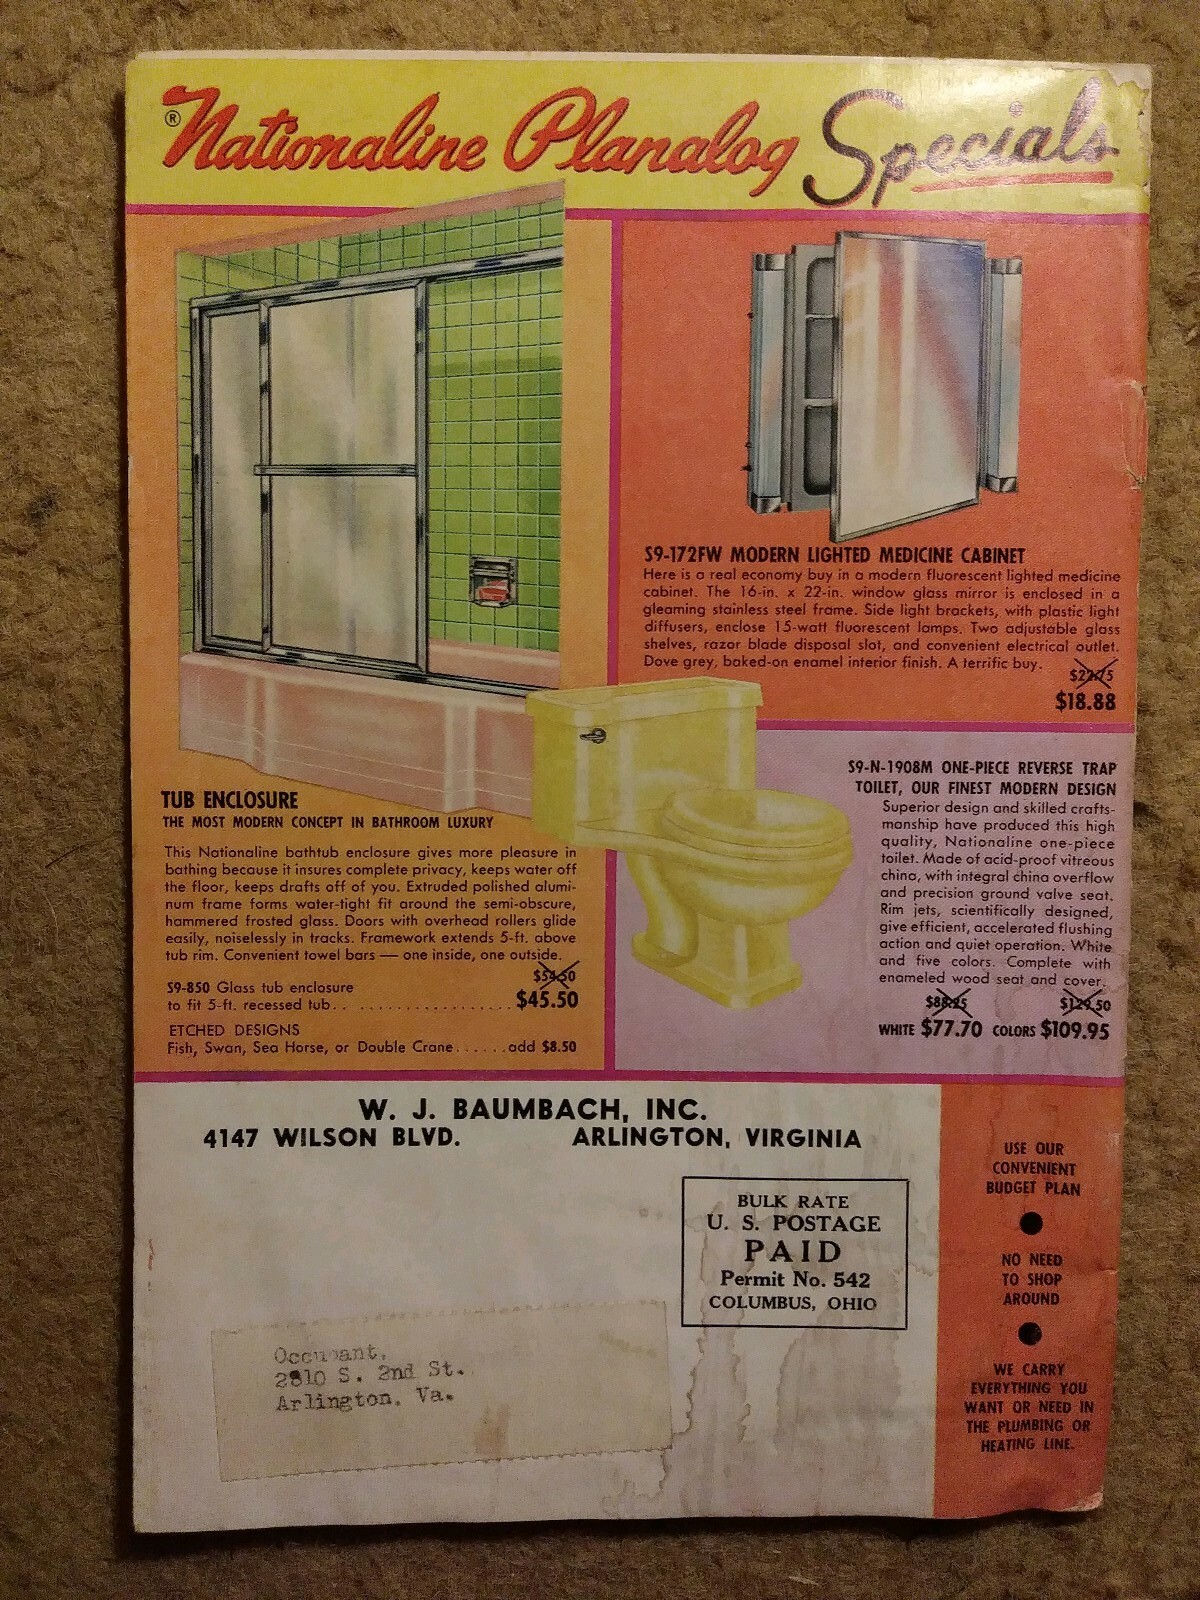 ® Nationaline Planalog Specials
S9-172FW MODERN LIGHTED MEDICINE CABINET
Here is a real economy buy in a modern fluorescent lighted medicine
cabinet. The 16-in. x 22-in. window glass mirror is enclosed in a
gleaming stainless steel frame. Side light brackets, with plastic light
diffusers, enclose 15-watt fluorescent lamps. Two adjustable glass
shelves, razor blade disposal slot, and convenient electrical outlet.
Dove grey, baked-on enamel interior finish. A terrific buy.
$22.75
$18.88
TUB ENCLOSURE
THE MOST MODERN CONCEPT IN BATHROOM LUXURY
This Nationaline bathtub enclosure gives more pleasure in
bathing because it insures complete privacy, keeps water off
the floor, keeps drafts off of you. Extruded polished alumi-
num frame forms water-tight fit around the semi-obscure,
hammered frosted glass. Doors with overhead rollers glide
easily, noiselessly in tracks. Framework extends 5-ft. above
tub rim. Convenient towel bars — one inside, one outside.
$54.50
S9-850 Glass tub enclosure
to fit 5-ft. recessed tub.. ................. $45.50
ETCHED DESIGNS
Fish, Swan, Sea Horse, or Double Crane......add $8.50
S9-N-1908M ONE-PIECE REVERSE TRAP
TOILET, OUR FINEST MODERN DESIGN
Superior design and skilled crafts-
manship have produced this high
quality, Nationaline one-piece
toilet. Made of acid-proof vitreous
china, with integral china overflow
and precision ground valve seat.
Rim jets, scientifically designed,
give efficient, accelerated flushing
action and quiet operation. White
and five colors. Complete with
enameled wood seat and cover.
$88.25 $129.50
WHITE $77.70 COLORS $109.95
W. J. BAUMBACH, INC.
4147 WILSON BLVD. ARLINGTON, VIRGINIA
BULK RATE
U. S. POSTAGE
PAID
Permit No. 542
COLUMBUS, OHIO
Occupant,
2810 S. 2nd St.
Arlington, Va.
USE OUR
CONVENIENT
BUDGET PLAN
NO NEED
TO SHOP
AROUND
WE CARRY
EVERYTHING YOU
WANT OR NEED IN
THE PLUMBING OR
HEATING LINE.